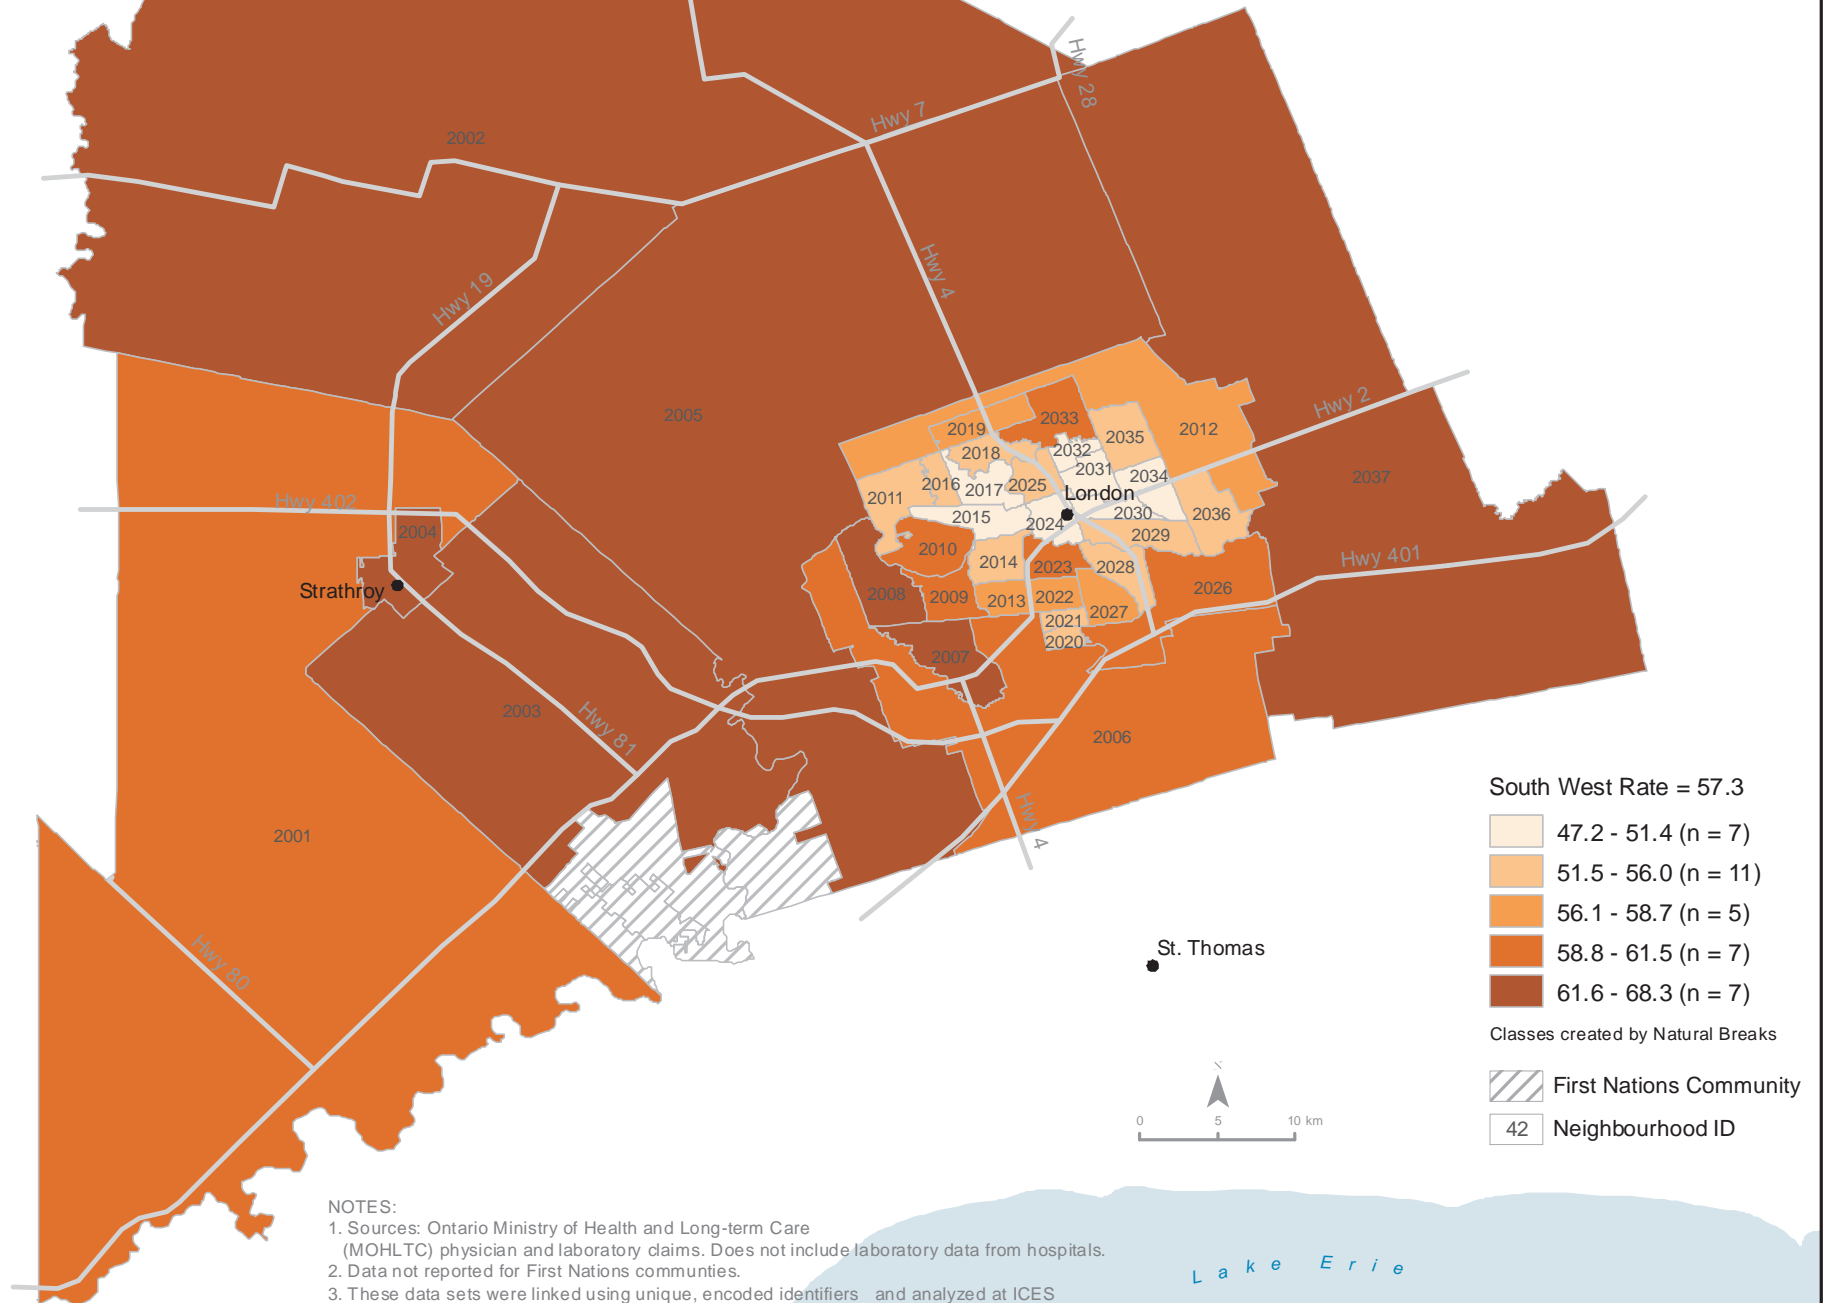 Hwy 28
Hwy 7
2002
Hwy 4
Hwy 19
Hwy 2
2005
2033
2019
2035
2012
2018
2032
2031
2034
2037
2016
2017
2025
London
2011
Hwy 402
2015
2024
2030
2036
2004
2029
2010
2014
2023
2028
Hwy 401
Strathroy
2008
2009
2013
2022
2027
2026
2021
2020
2007
2003
Hwy 81
2006
South West Rate = 57.3
47.2 - 51.4 (n = 7)
51.5 - 56.0 (n = 11)
56.1 - 58.7 (n = 5)
58.8 - 61.5 (n = 7)
61.6 - 68.3 (n = 7)
Classes created by Natural Breaks
First Nations Community
42 Neighbourhood ID
Hwy 4
2001
Hwy 80
St. Thomas
N
0 5 10 km
NOTES:
1. Sources: Ontario Ministry of Health and Long-term Care
(MOHLTC) physician and laboratory claims. Does not include laboratory data from hospitals.
2. Data not reported for First Nations communties.
3. These data sets were linked using unique, encoded identifiers and analyzed at ICES
Lake Erie